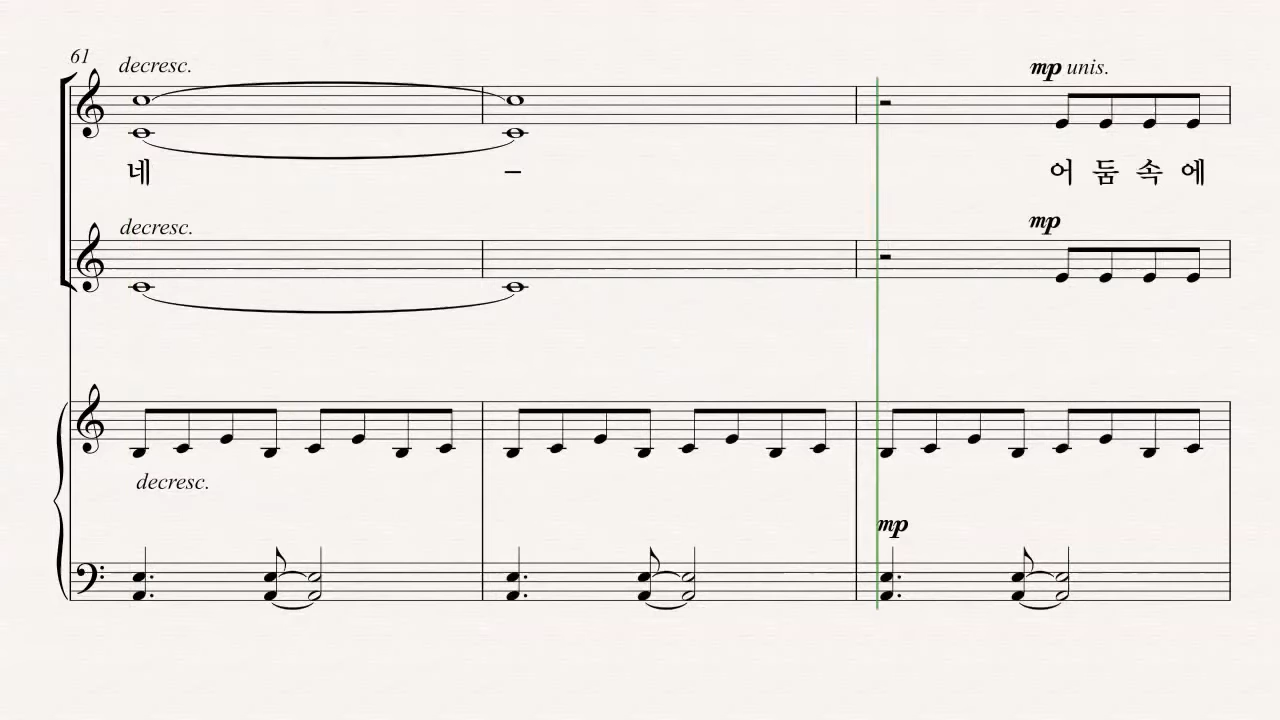 61
decresc.
mp unis.
네 – 어 둠 속 에
decresc.
mp
decresc.
mp